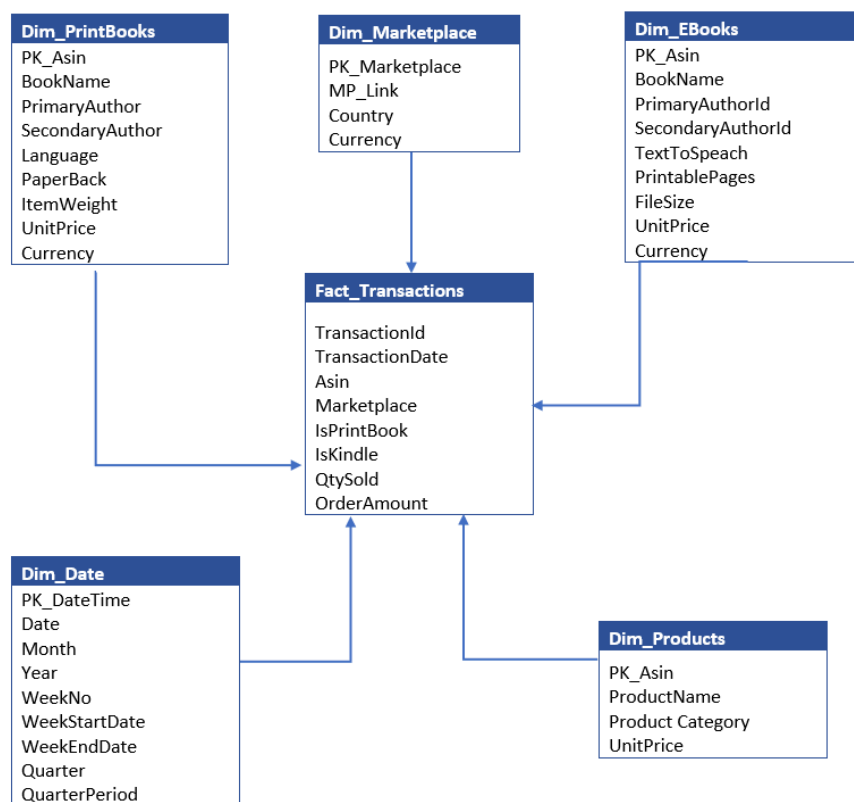 Dim_PrintBooks
PK_Asin
BookName
PrimaryAuthor
SecondaryAuthor
Language
PaperBack
ItemWeight
UnitPrice
Currency
Dim_Marketplace
PK_Marketplace
MP_Link
Country
Currency
Dim_EBooks
PK_Asin
BookName
PrimaryAuthorId
SecondaryAuthorId
TextToSpeach
PrintablePages
FileSize
UnitPrice
Currency
Fact_Transactions
TransactionId
TransactionDate
Asin
Marketplace
IsPrintBook
IsKindle
QtySold
OrderAmount
Dim_Date
PK_DateTime
Date
Month
Year
WeekNo
WeekStartDate
WeekEndDate
Quarter
QuarterPeriod
Dim_Products
PK_Asin
ProductName
Product Category
UnitPrice